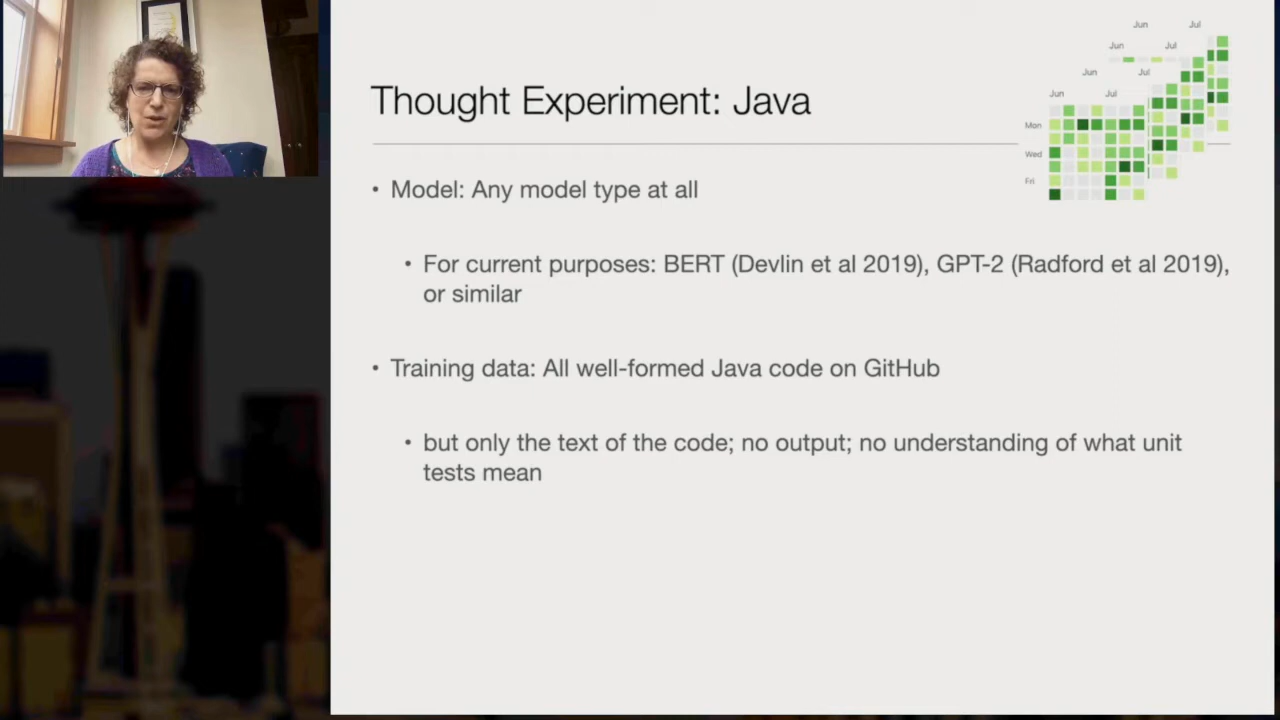 Thought Experiment: Java
Jun Jul
Jun Jul
Jun Jul
Jun Jul
Mon
Wed
Fri
• Model: Any model type at all
• For current purposes: BERT (Devlin et al 2019), GPT-2 (Radford et al 2019),
or similar
• Training data: All well-formed Java code on GitHub
• but only the text of the code; no output; no understanding of what unit
tests mean